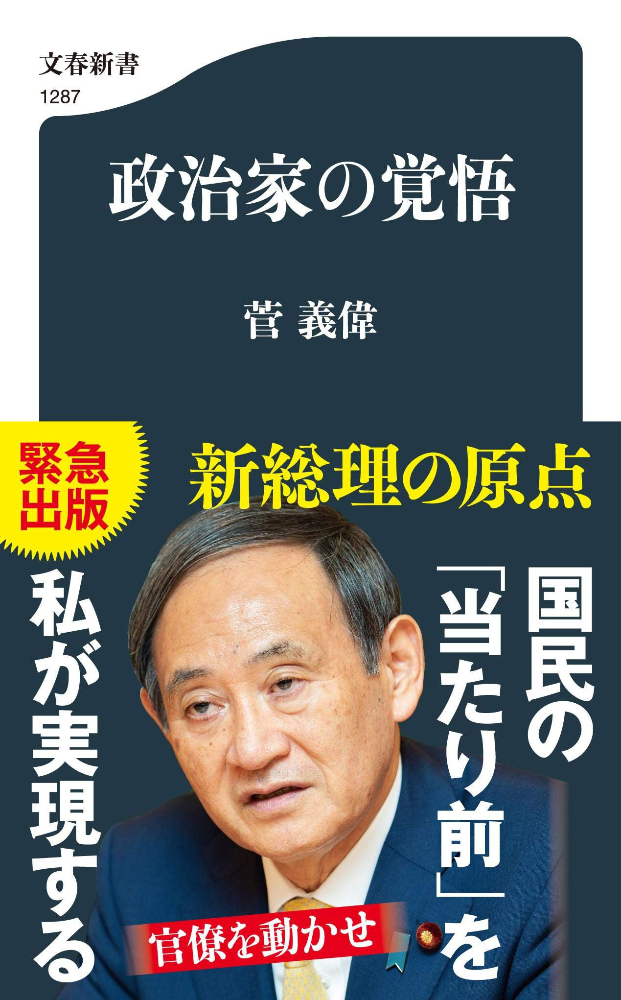 文春新書
1287
政治家の覚悟
菅 義偉
緊急
出版
新総理の原点
国民の
「当たり前」を
私が実現する
官僚を動かせ